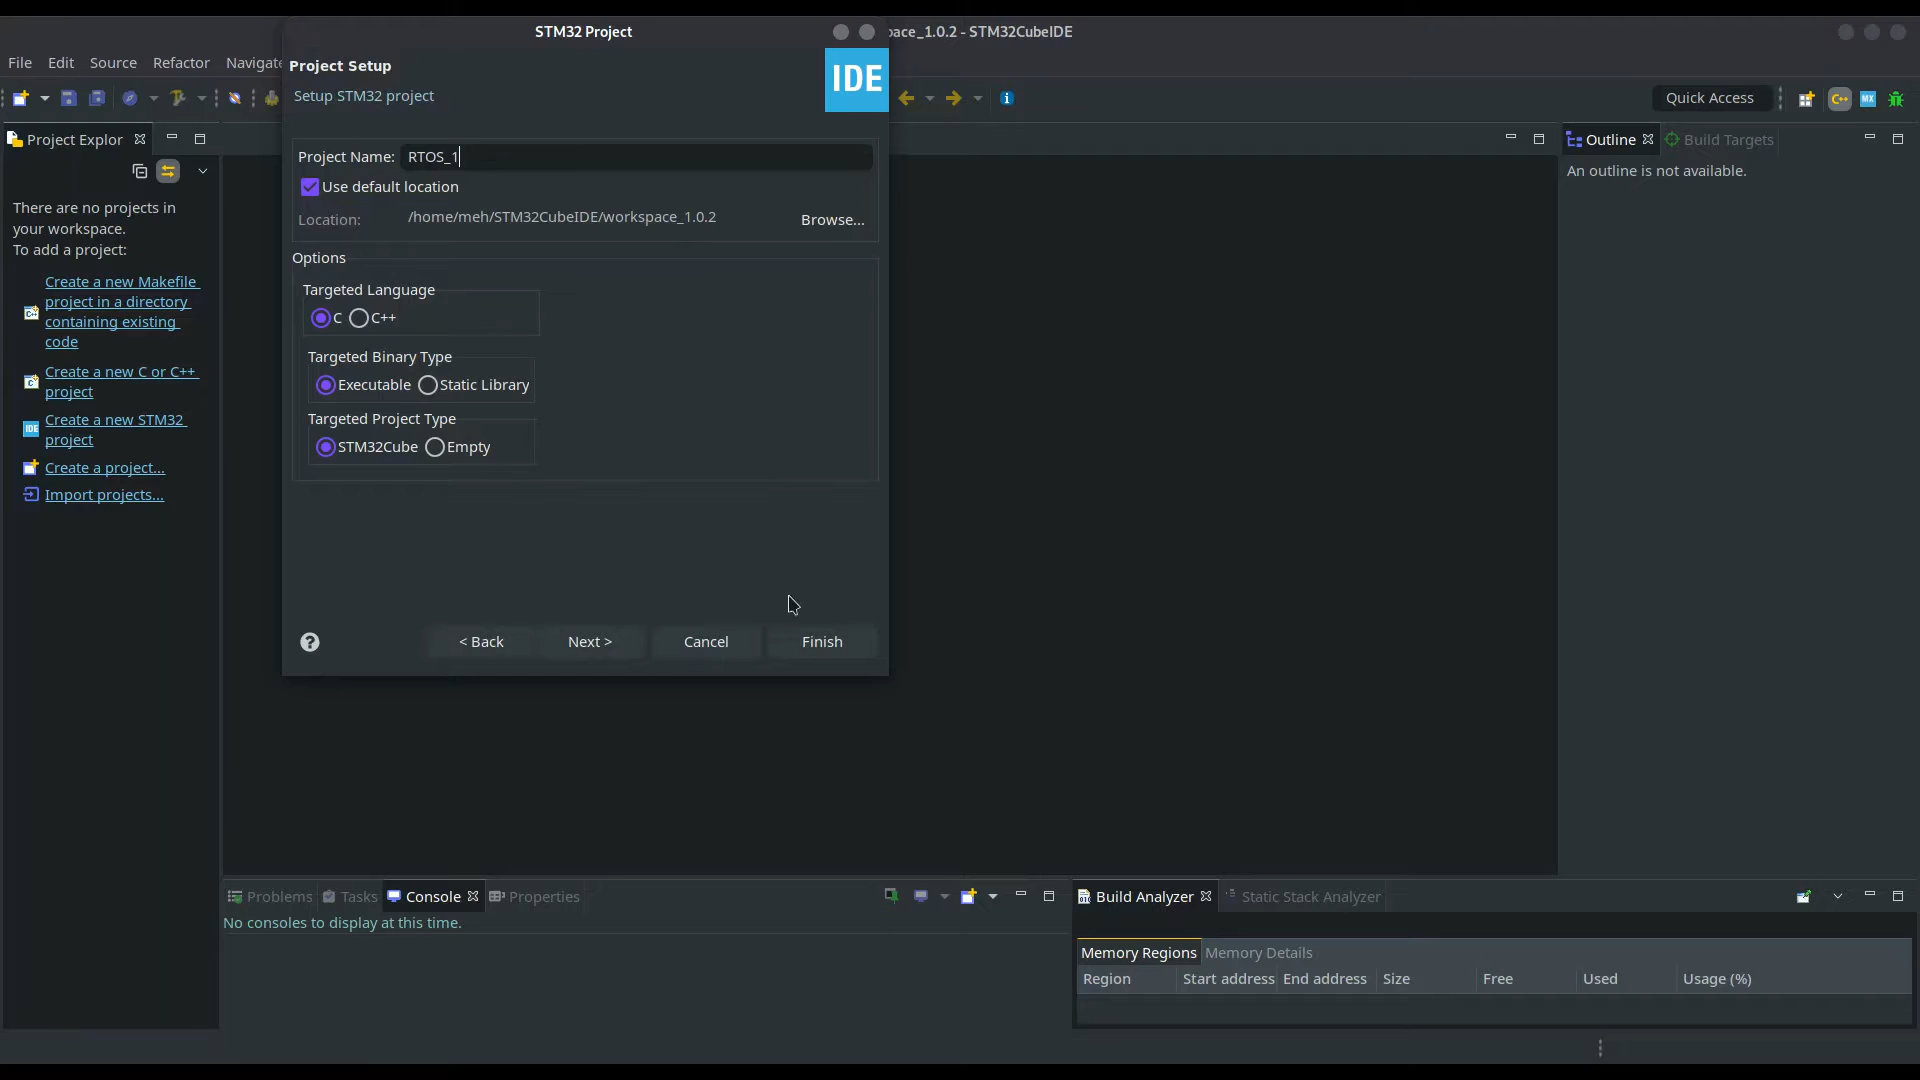 STM32 Project
pace_1.0.2 - STM32CubeIDE
File Edit Source Refactor Navigate
Project Setup
Setup STM32 project
IDE
Quick Access
MX
Project Explor
Outline Build Targets
Project Name: RTOS_1
An outline is not available.
Use default location
Location: /home/meh/STM32CubeIDE/workspace_1.0.2 Browse...
There are no projects in
your workspace.
To add a project:
Create a new Makefile
project in a directory
containing existing
code
Create a new C or C++
project
IDE
Create a new STM32
project
Create a project...
Import projects...
Options
Targeted Language
C C++
Targeted Binary Type
Executable Static Library
Targeted Project Type
STM32Cube Empty
? < Back Next > Cancel Finish
Problems Tasks Console Properties
No consoles to display at this time.
Build Analyzer Static Stack Analyzer
Memory Regions Memory Details
Region Start address End address Size Free Used Usage (%)